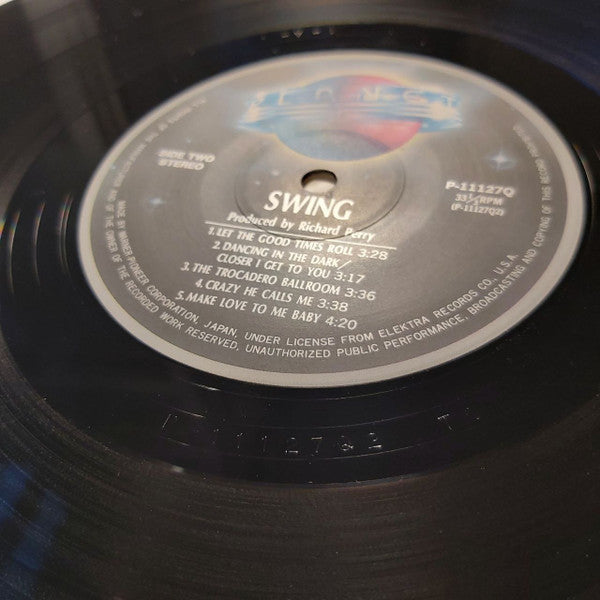 PLANET
SIDE TWO
STEREO
P-11127Q
33⅓RPM
(P-11127Q2)
SWING
Produced by Richard Perry
1. LET THE GOOD TIMES ROLL 3:28
2. DANCING IN THE DARK
CLOSER I GET TO YOU 3:17
3. THE TROCADERO BALLROOM 3:36
4. CRAZY HE CALLS ME 3:38
5. MAKE LOVE TO ME BABY 4:20
MADE BY WARNER-PIONEER CORPORATION, JAPAN, UNDER LICENSE FROM ELEKTRA RECORDS CO. U.S.A.
AND THE OWNER OF THE RECORDED WORK RESERVED, UNAUTHORIZED PUBLIC PERFORMANCE, BROADCASTING AND COPYING OF THIS RECORD
11127Q2